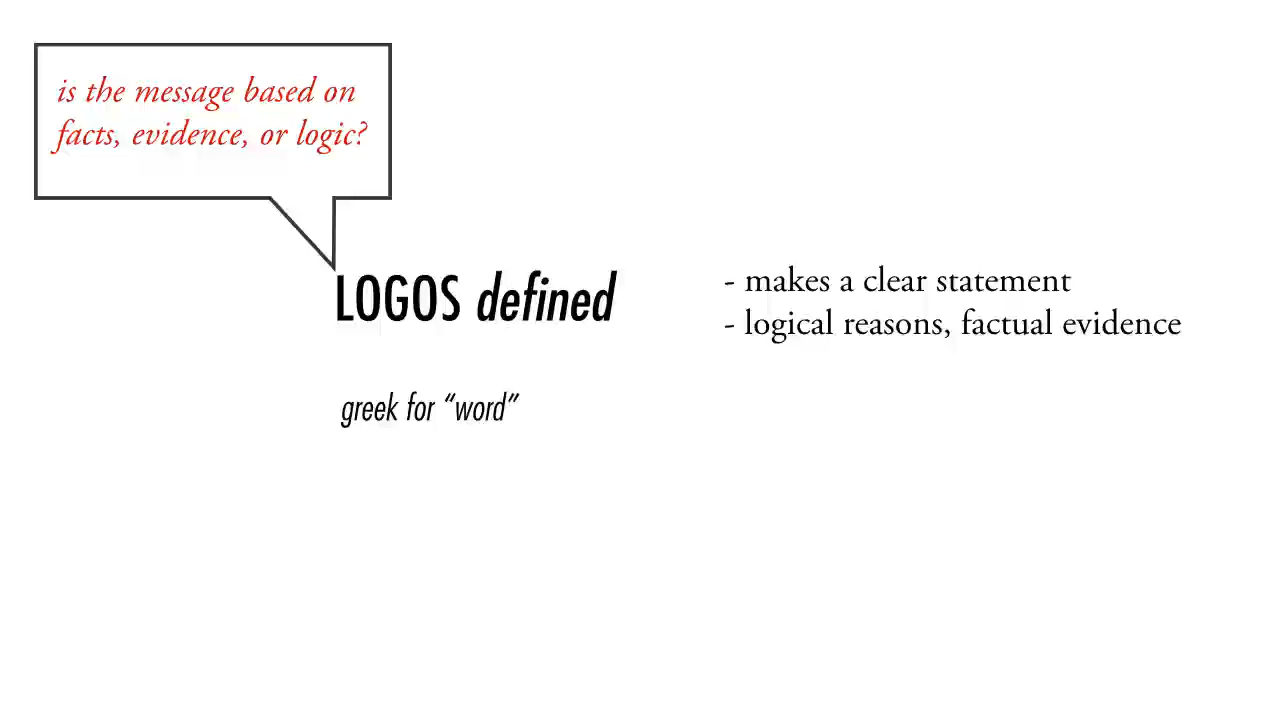 is the message based on
facts, evidence, or logic?
LOGOS defined
greek for “word”
- makes a clear statement
- logical reasons, factual evidence